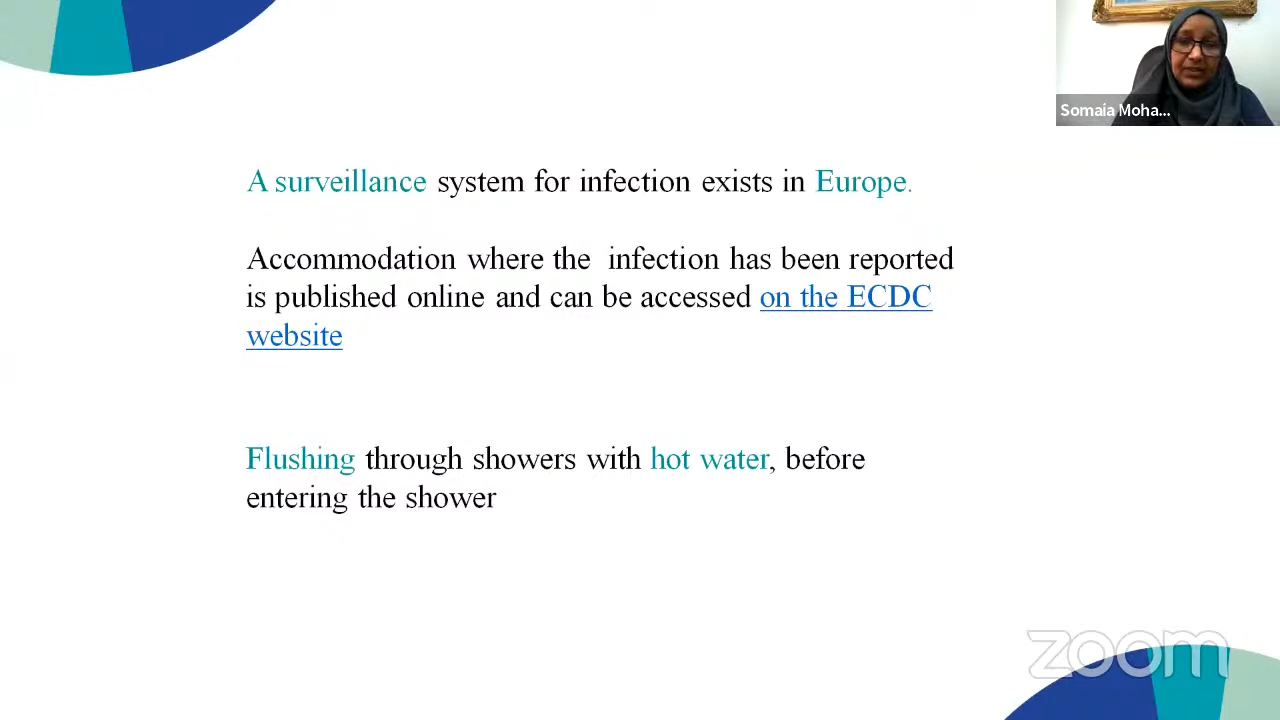 Somaia Moha...
A surveillance system for infection exists in Europe.
Accommodation where the infection has been reported
is published online and can be accessed on the ECDC
website
Flushing through showers with hot water, before
entering the shower
zoom